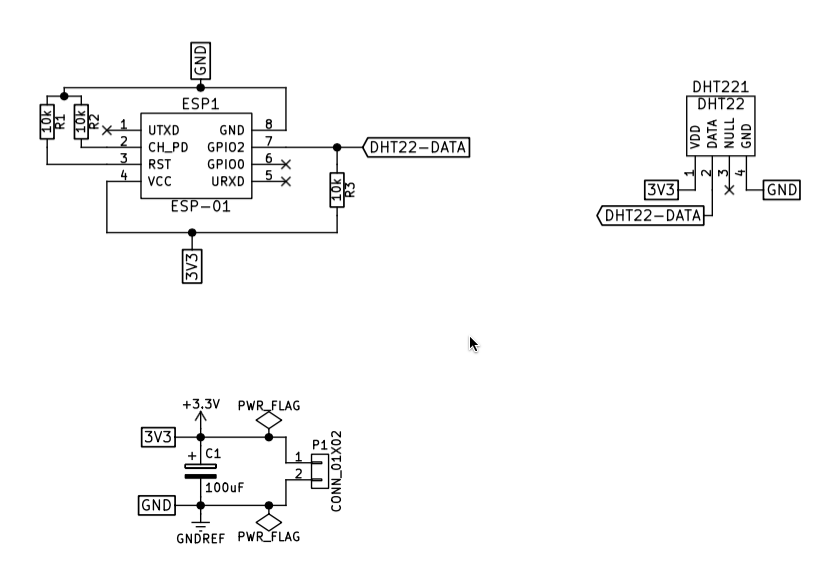 GND
ESP1
10k
R1
10k
R2
1 UTXD GND 8
2 CH_PD GPIO2 7
3 RST GPIO0 6
4 VCC URXD 5
ESP-01
DHT22-DATA
10k
R3
3V3
DHT221
DHT22
VDD
DATA
NULL
GND
1
2
3
4
3V3
GND
DHT22-DATA
+3.3V
PWR_FLAG
3V3
+ C1
100uF
P1
1
2
CONN_01X02
GND
GNDREF
PWR_FLAG